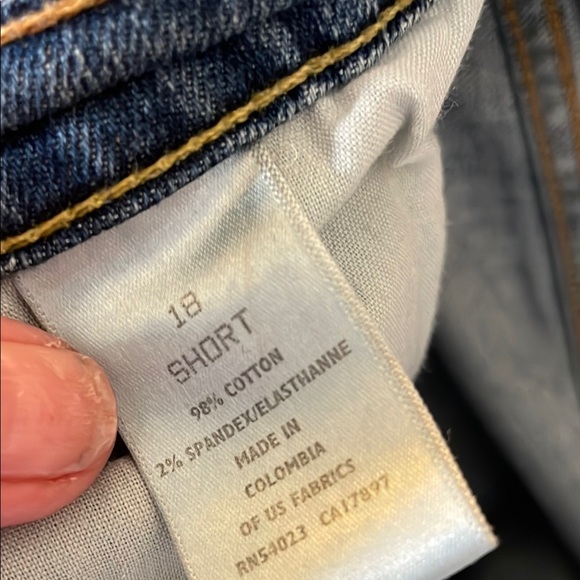 18
SHORT
98% COTTON
2% SPANDEX/ELASTHANNE
MADE IN
COLOMBIA
OF US FABRICS
RN54023 CA17897